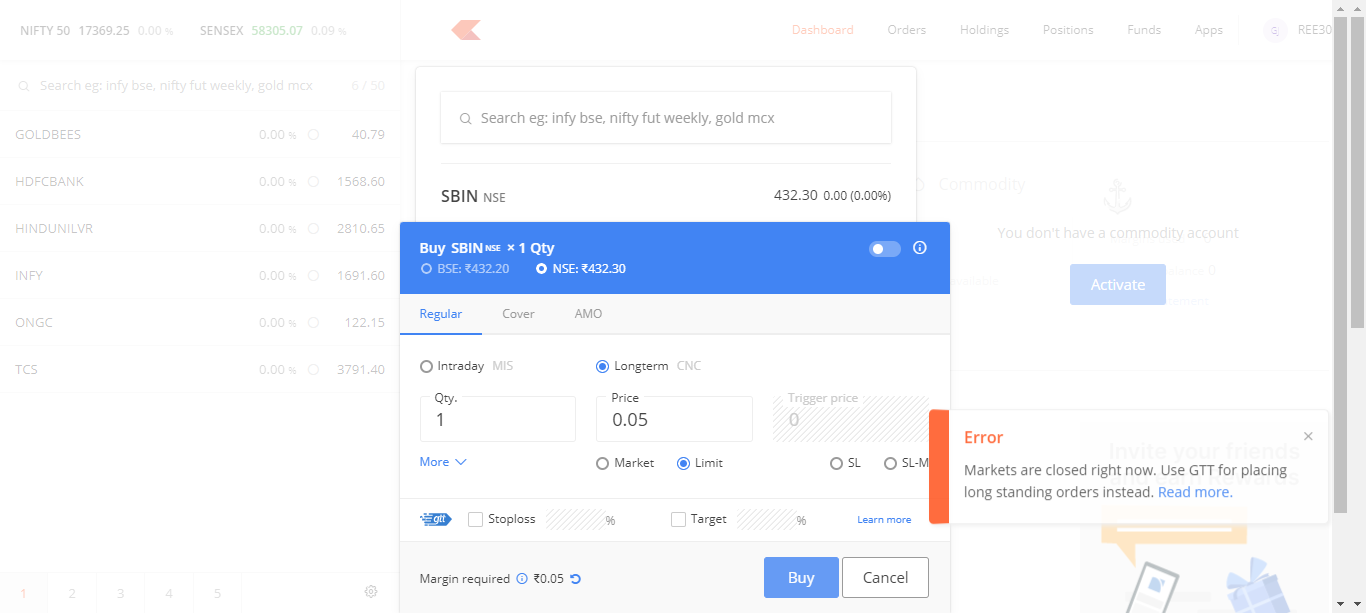 NIFTY 50 17369.25 0.00 % SENSEX 58305.07 0.09 %
Dashboard Orders Holdings Positions Funds Apps REE30
Search eg: infy bse, nifty fut weekly, gold mcx 6 / 50
GOLDBEES 0.00 % 40.79
HDFCBANK 0.00 % 1568.60
HINDUNILVR 0.00 % 2810.65
INFY 0.00 % 1691.60
ONGC 0.00 % 122.15
TCS 0.00 % 3791.40
1 2 3 4 5
Search eg: infy bse, nifty fut weekly, gold mcx
SBIN NSE 432.30 0.00 (0.00%)
Buy SBIN NSE × 1 Qty
BSE: ₹432.20 NSE: ₹432.30
Regular Cover AMO
Intraday MIS Longterm CNC
Qty. Price Trigger price
1 0.05 0
More Market Limit SL SL-M
gtt Stoploss % Target % Learn more
Margin required ₹0.05 Buy Cancel
Commodity
You don't have a commodity account
Activate
Error
Markets are closed right now. Use GTT for placing
long standing orders instead. Read more.
Invite your friends
and earn Rewards